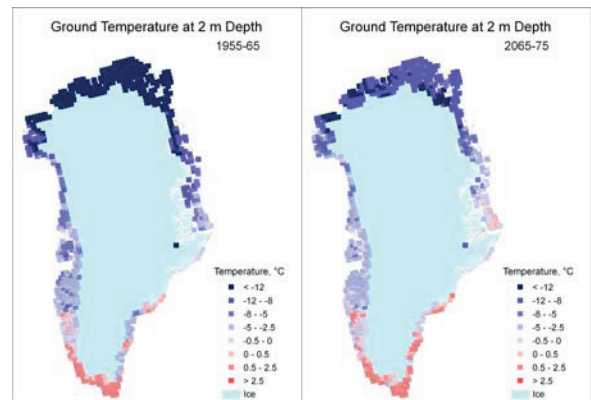 Ground Temperature at 2 m Depth
1955-65
Temperature, °C
< -12
-12 - -8
-8 - -5
-5 - -2.5
-0.5 - 0
0 - 0.5
0.5 - 2.5
> 2.5
Ice
Ground Temperature at 2 m Depth
2065-75
Temperature, °C
< -12
-12 - -8
-8 - -5
-5 - -2.5
-0.5 - 0
0 - 0.5
0.5 - 2.5
> 2.5
Ice